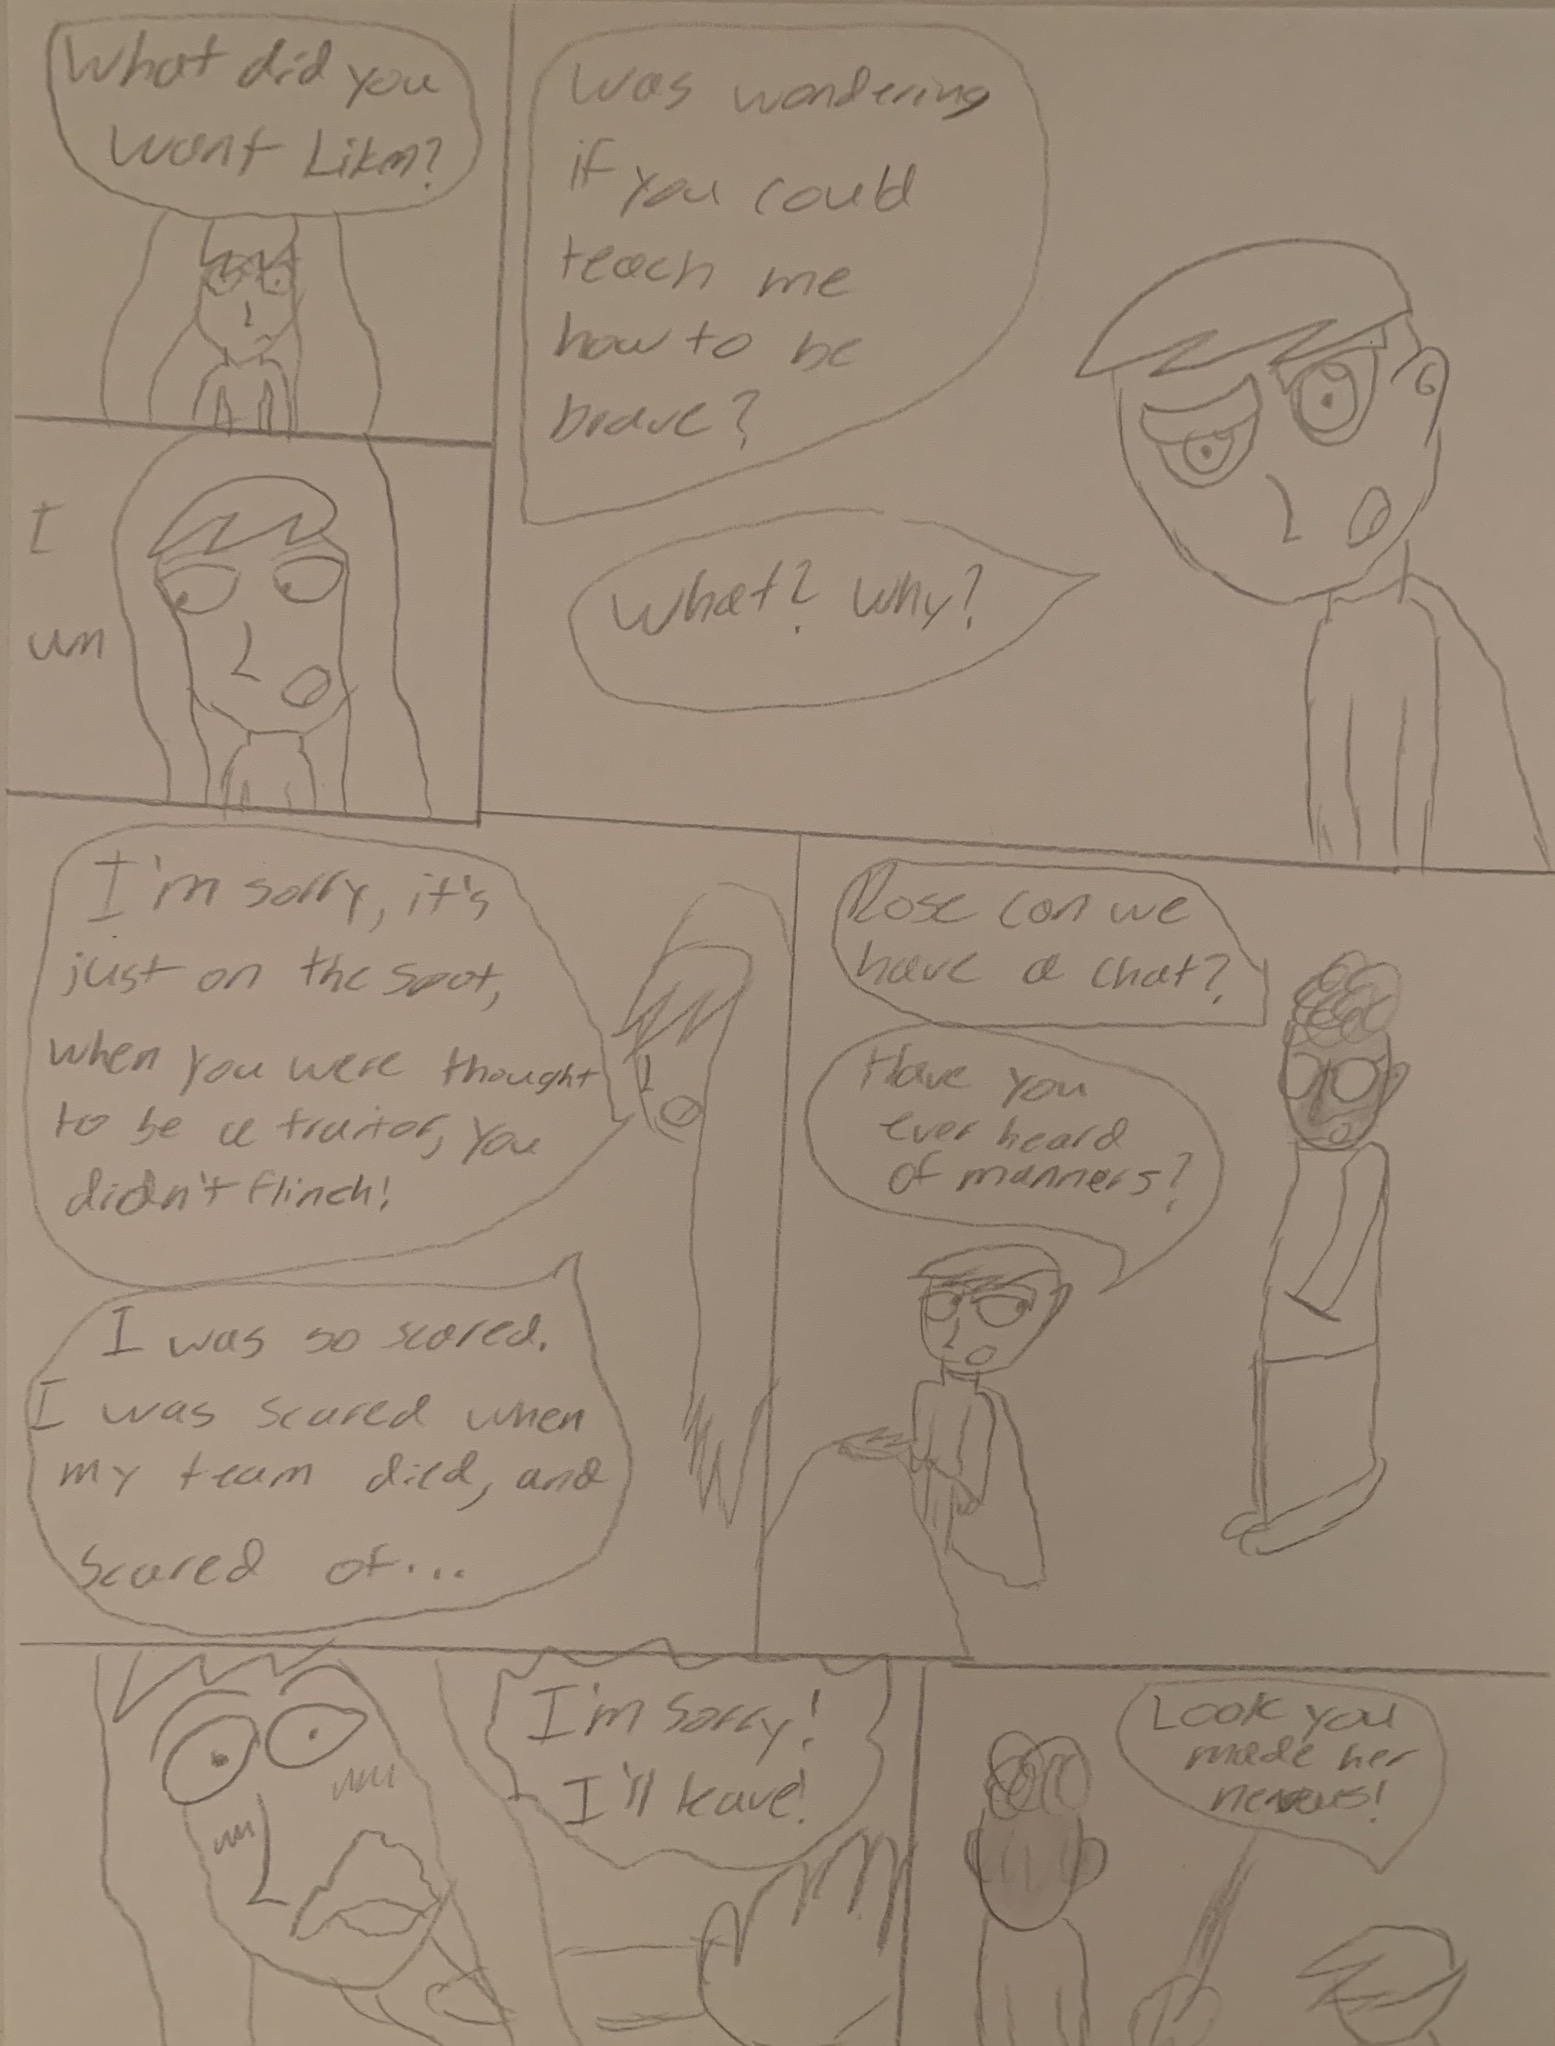 What did you
want Likm?
I
um
Was wondering
if you could
teach me
how to be
brave?
What? Why?
I'm sorry, it's
just on the spot,
when you were thought
to be a traitor, you
didn't flinch!
I was so scared.
I was scared when
my team died, and
scared of...
Rose can we
have a chat?
Have you
ever heard
of manners?
I'm sorry!
I'll leave!
Look you
made her
nervous!